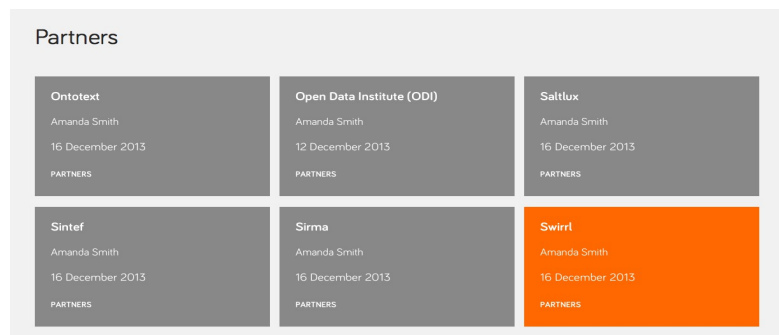 Partners
Ontotext
Amanda Smith
16 December 2013
PARTNERS
Open Data Institute (ODI)
Amanda Smith
12 December 2013
PARTNERS
Saltlux
Amanda Smith
16 December 2013
PARTNERS
Sintef
Amanda Smith
16 December 2013
PARTNERS
Sirma
Amanda Smith
16 December 2013
PARTNERS
Swirrl
Amanda Smith
16 December 2013
PARTNERS